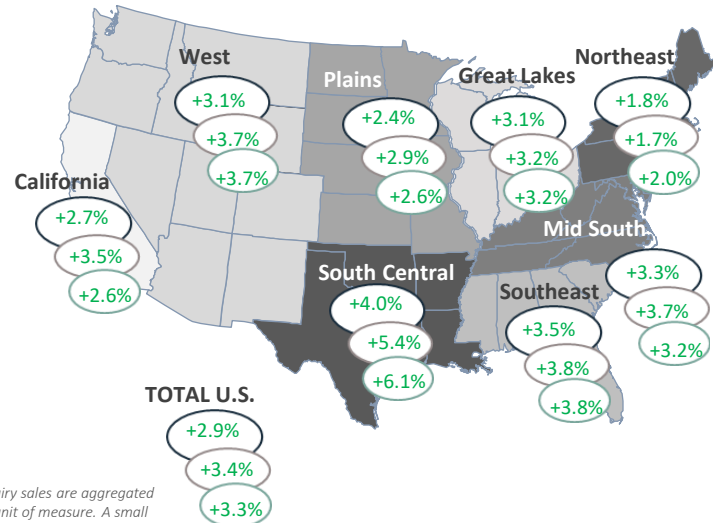 West
+3.1%
+3.7%
+3.7%
Plains
+2.4%
+2.9%
+2.6%
Great Lakes
+3.1%
+3.2%
+3.2%
Northeast
+1.8%
+1.7%
+2.0%
California
+2.7%
+3.5%
+2.6%
Mid South
+3.3%
+3.7%
+3.2%
South Central
+4.0%
+5.4%
+6.1%
Southeast
+3.5%
+3.8%
+3.8%
TOTAL U.S.
+2.9%
+3.4%
+3.3%
sales are aggregated
unit of measure. A small